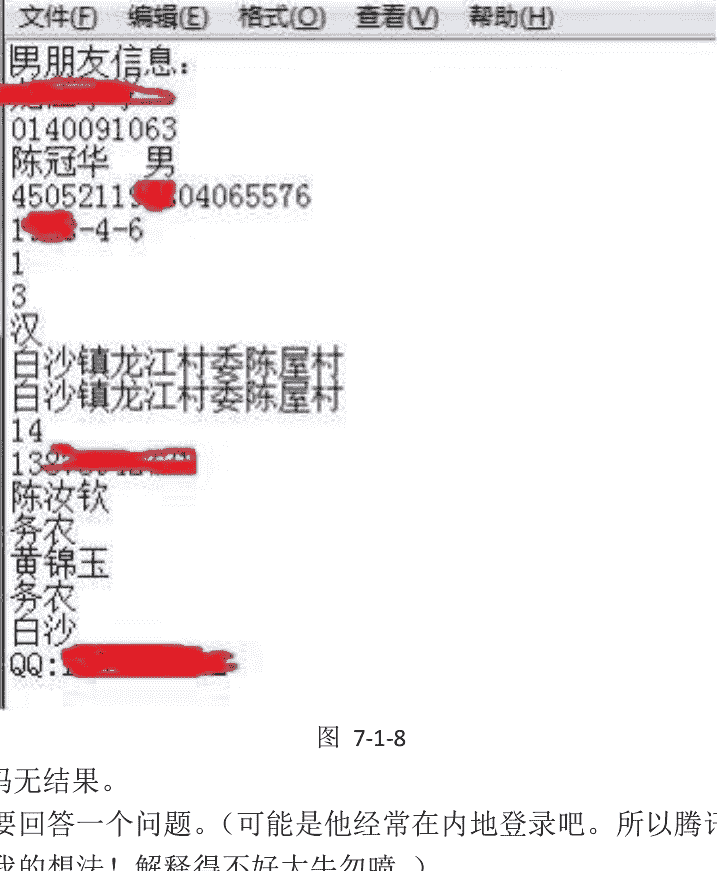 文件(F) 编辑(E) 格式(O) 查看(V) 帮助(H)
男朋友信息:
0140091063
陈冠华 男
45052119 04065576
1 -4-6
1
3
汉
白沙镇龙江村委陈屋村
白沙镇龙江村委陈屋村
14
13
陈汝钦
务农
黄锦玉
务农
白沙
QQ:
图 7-1-8
码无结果。
要回答一个问题。（可能是他经常在内地登录吧。所以腾讯
我的想法！解释得不好大牛勿喷 ）